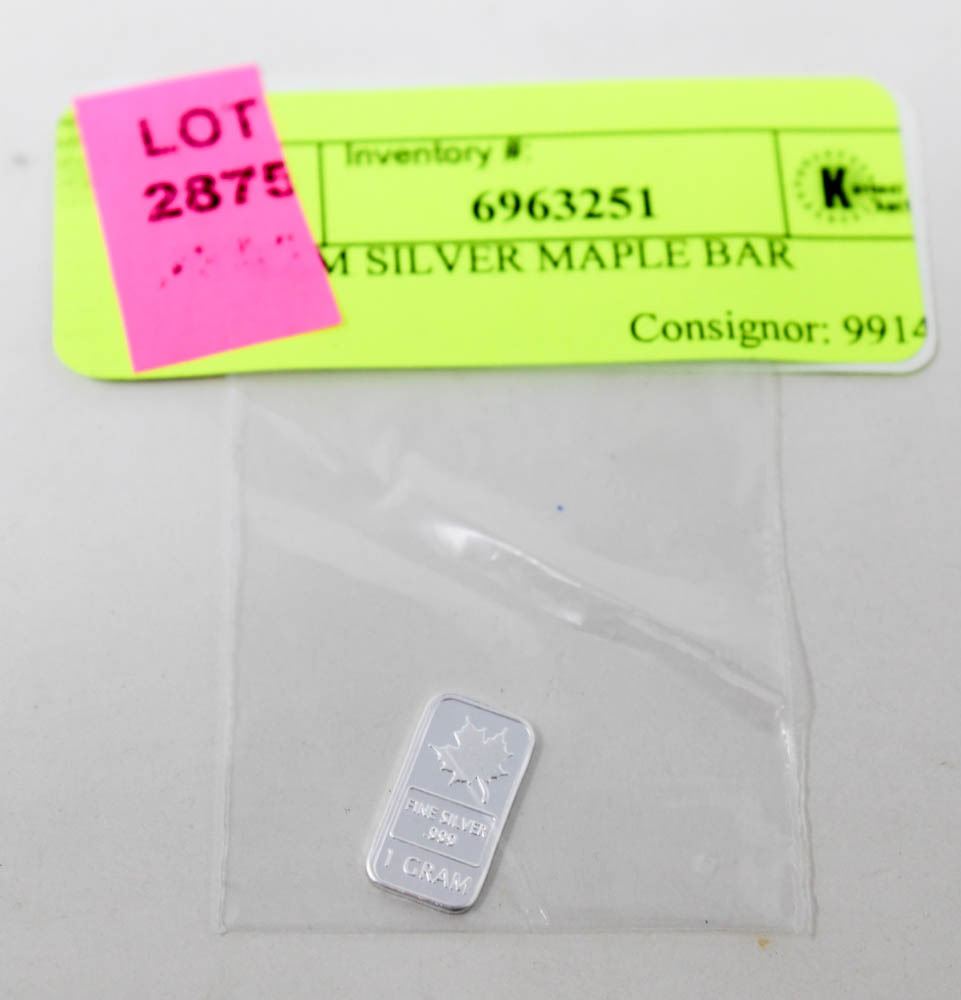 LOT
2875
Inventory #:
6963251
K
M SILVER MAPLE BAR
Consignor: 9914
FINE SILVER
.999
1 GRAM